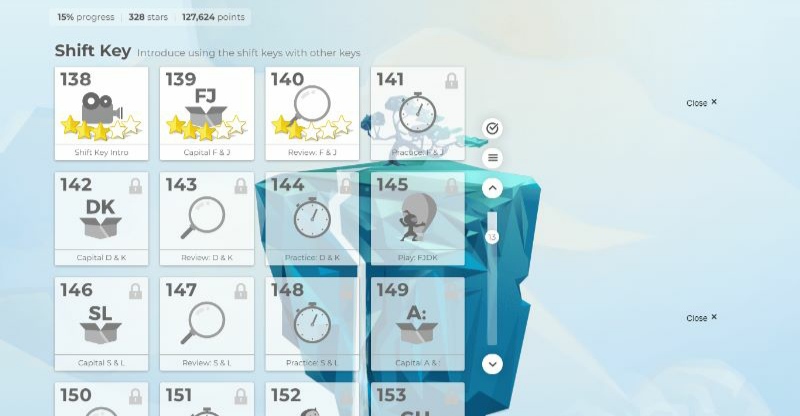 15% progress | 328 stars | 127,624 points
Shift Key Introduce using the shift keys with other keys
138 139 140 141
FJ
Close ×
Shift Key Intro Capital F & J Review: F & J Practice: F & J
142 143 144 145
DK
13
Capital D & K Review: D & K Practice: D & K Play: FJDK
146 147 148 149
SL A:
Close ×
Capital S & L Review: S & L Practice: S & L Capital A & :
150 151 152 153